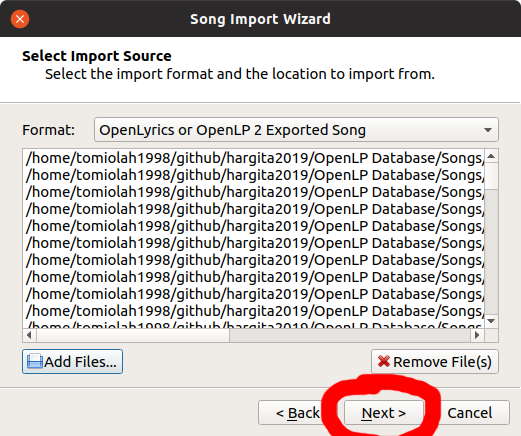 Song Import Wizard
Select Import Source
Select the import format and the location to import from.
Format: OpenLyrics or OpenLP 2 Exported Song
/home/tomiolah1998/github/hargita2019/OpenLP Database/Songs/
/home/tomiolah1998/github/hargita2019/OpenLP Database/Songs/
/home/tomiolah1998/github/hargita2019/OpenLP Database/Songs/
/home/tomiolah1998/github/hargita2019/OpenLP Database/Songs/
/home/tomiolah1998/github/hargita2019/OpenLP Database/Songs/
/home/tomiolah1998/github/hargita2019/OpenLP Database/Songs/
/home/tomiolah1998/github/hargita2019/OpenLP Database/Songs/
/home/tomiolah1998/github/hargita2019/OpenLP Database/Songs/
/home/tomiolah1998/github/hargita2019/OpenLP Database/Songs/
/home/tomiolah1998/github/hargita2019/OpenLP Database/Songs/
/home/tomiolah1998/github/hargita2019/OpenLP Database/Songs/
Add Files... Remove File(s)
< Back Next > Cancel